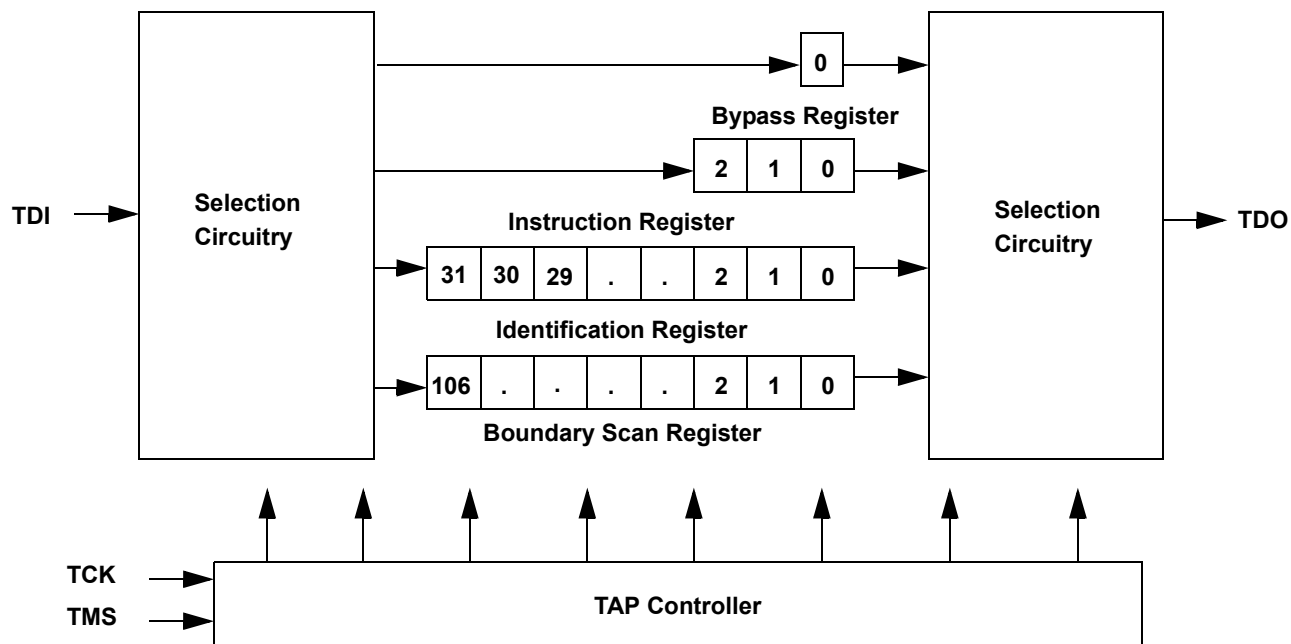 0
Bypass Register
2 1 0
TDI
Selection
Circuitry
Instruction Register
Selection
Circuitry
TDO
31 30 29 . . 2 1 0
Identification Register
106 . . . . 2 1 0
Boundary Scan Register
TCK
TMS
TAP Controller